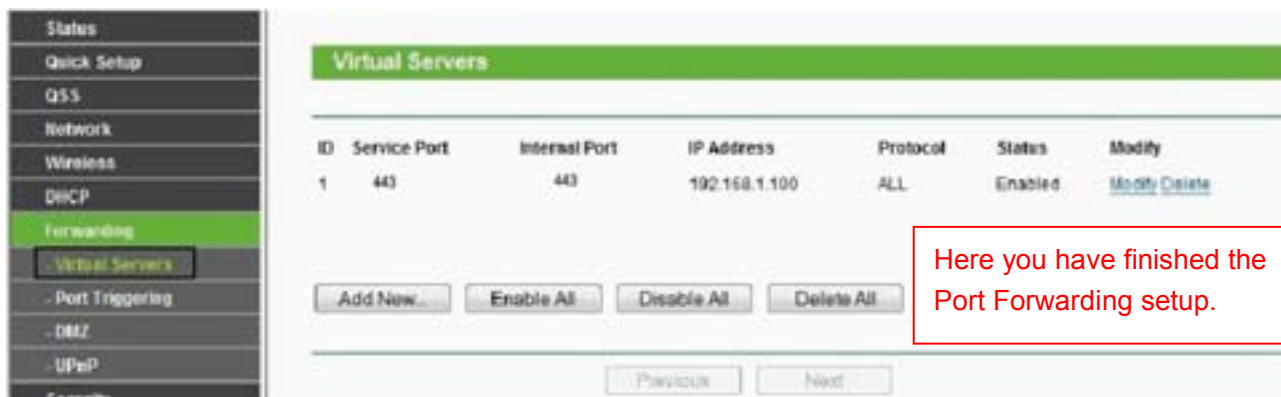 Status
Quick Setup
QSS
Network
Wireless
DHCP
Forwarding
- Virtual Servers
- Port Triggering
- DMZ
- UPnP
Security
Virtual Servers
ID Service Port Internal Port IP Address Protocol Status Modify
1 443 443 192.168.1.100 ALL Enabled Modify Delete
Add New... Enable All Disable All Delete All
Here you have finished the
Port Forwarding setup.
Previous Next